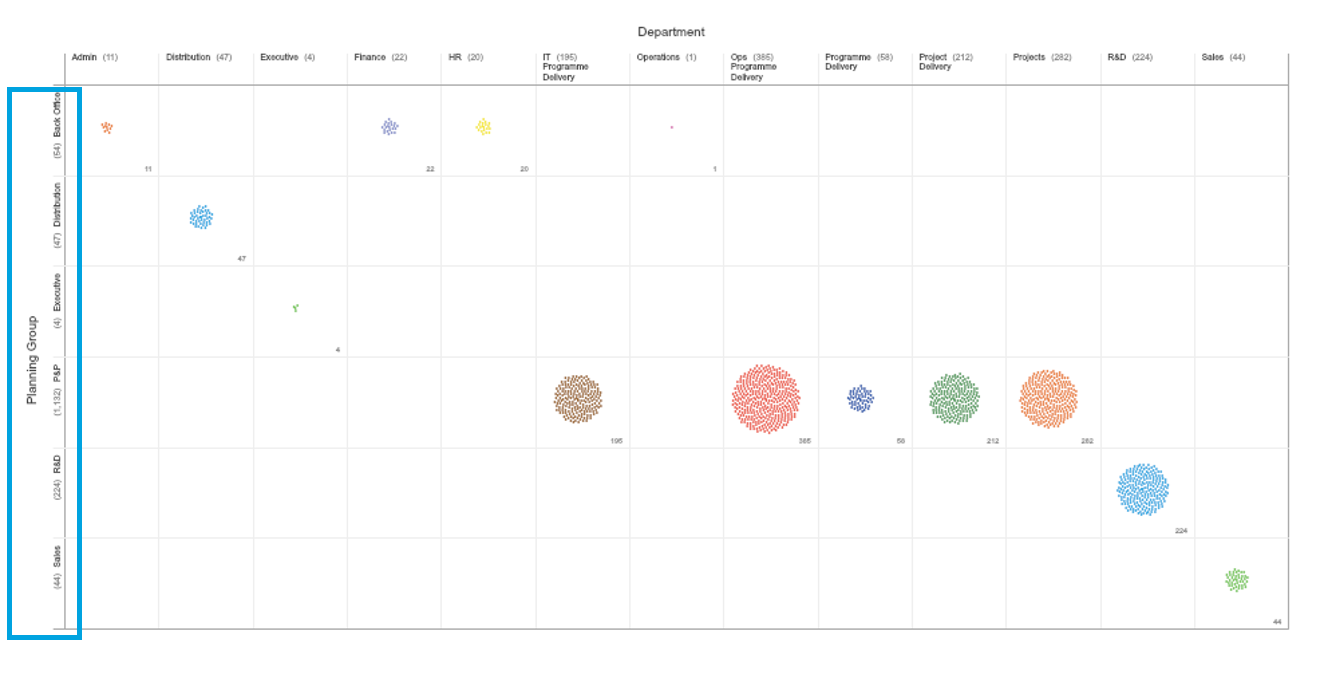 Department
Admin (11)
Distribution (47)
Executive (4)
Finance (22)
HR (20)
IT (195)
Programme
Delivery
Operations (1)
Ops (385)
Programme
Delivery
Programme (58)
Delivery
Project (212)
Delivery
Projects (282)
R&D (224)
Sales (44)
Planning Group
(54) Back Office
11
22
20
1
(47) Distribution
47
(4) Executive
4
(1,132) P&P
195
385
58
212
282
(224) R&D
224
(44) Sales
44